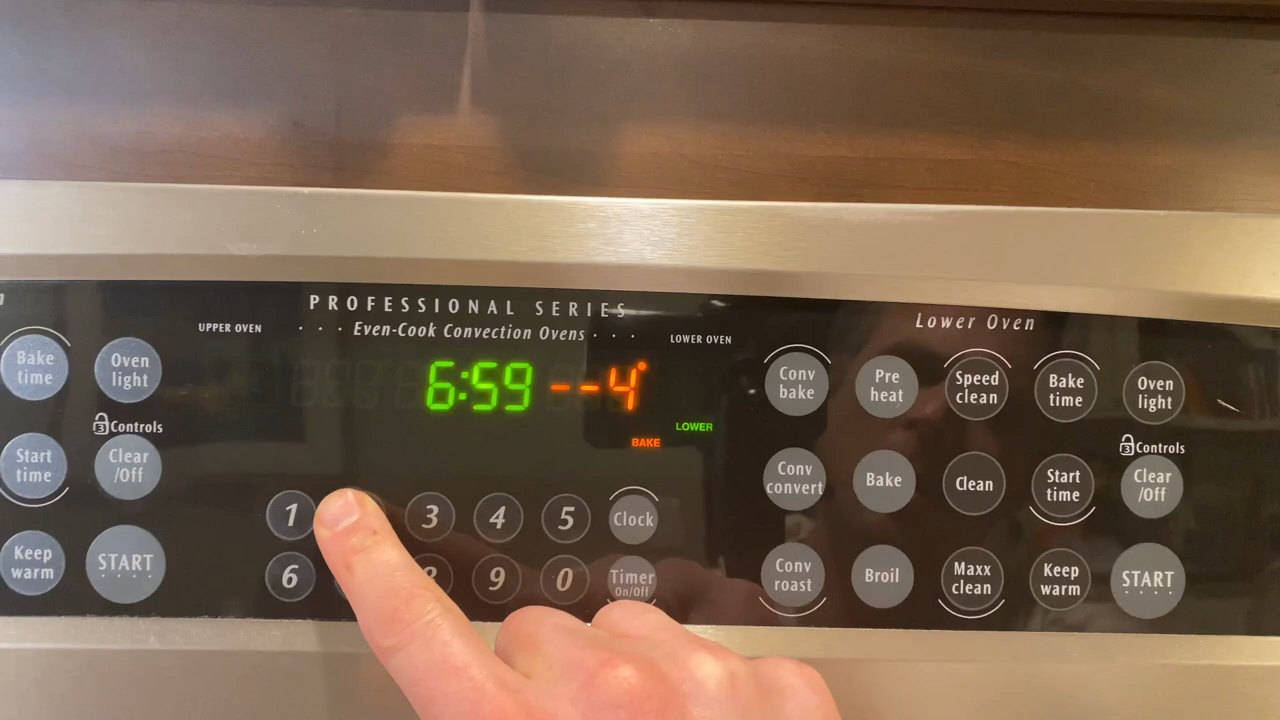 PROFESSIONAL SERIES
Even-Cook Convection Ovens
UPPER OVEN
LOWER OVEN
6:59 --4°
LOWER
BAKE
Bake time
Oven light
Controls
Start time
Clear /Off
Keep warm
START
1 3 4 5 Clock
6 9 0 Timer On/Off
Lower Oven
Conv bake
Pre heat
Speed clean
Bake time
Oven light
Controls
Conv convert
Bake
Clean
Start time
Clear /Off
Conv roast
Broil
Maxx clean
Keep warm
START